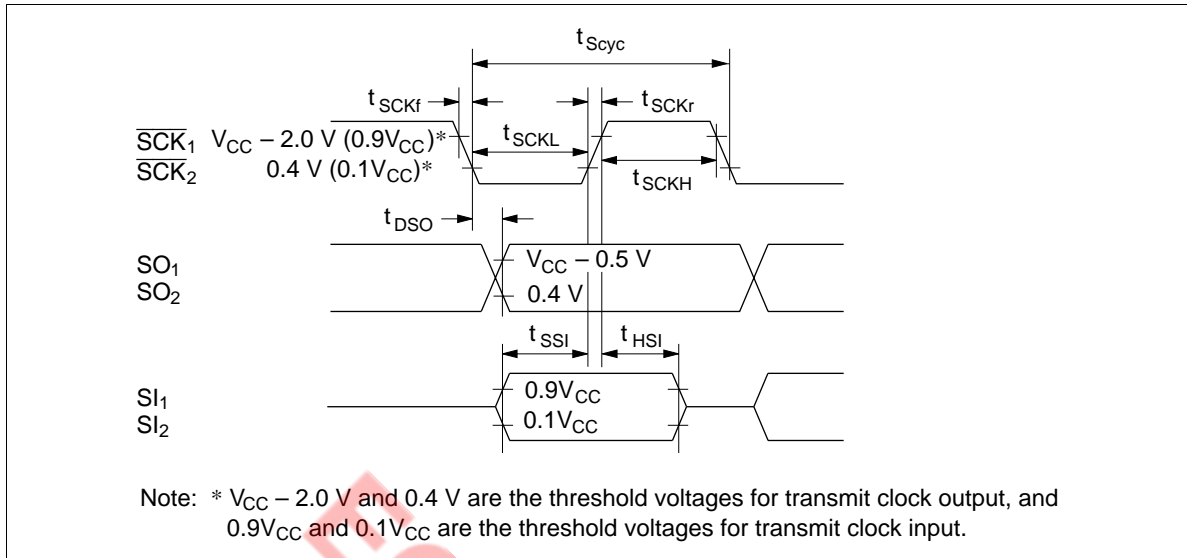 tScyc
tSCKf
tSCKr
SCK1 VCC – 2.0 V (0.9VCC)*
tSCKL
SCK2 0.4 V (0.1VCC)*
tSCKH
tDSO
SO1
VCC – 0.5 V
SO2
0.4 V
tSSI
tHSI
SI1
0.9VCC
SI2
0.1VCC
Note: * VCC – 2.0 V and 0.4 V are the threshold voltages for transmit clock output, and
0.9VCC and 0.1VCC are the threshold voltages for transmit clock input.